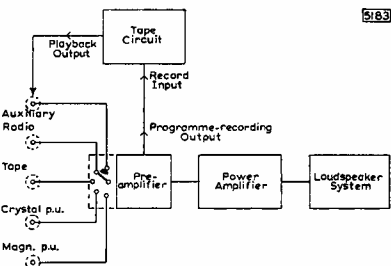 5183
Tape
Circuit
Playback
Output
Record
Input
Auxiliary
Radio
Programme-recording
Output
Tape
Pre-
amplifier
Power
Amplifier
Loudspeaker
System
Crystal p.u.
Magn. p.u.